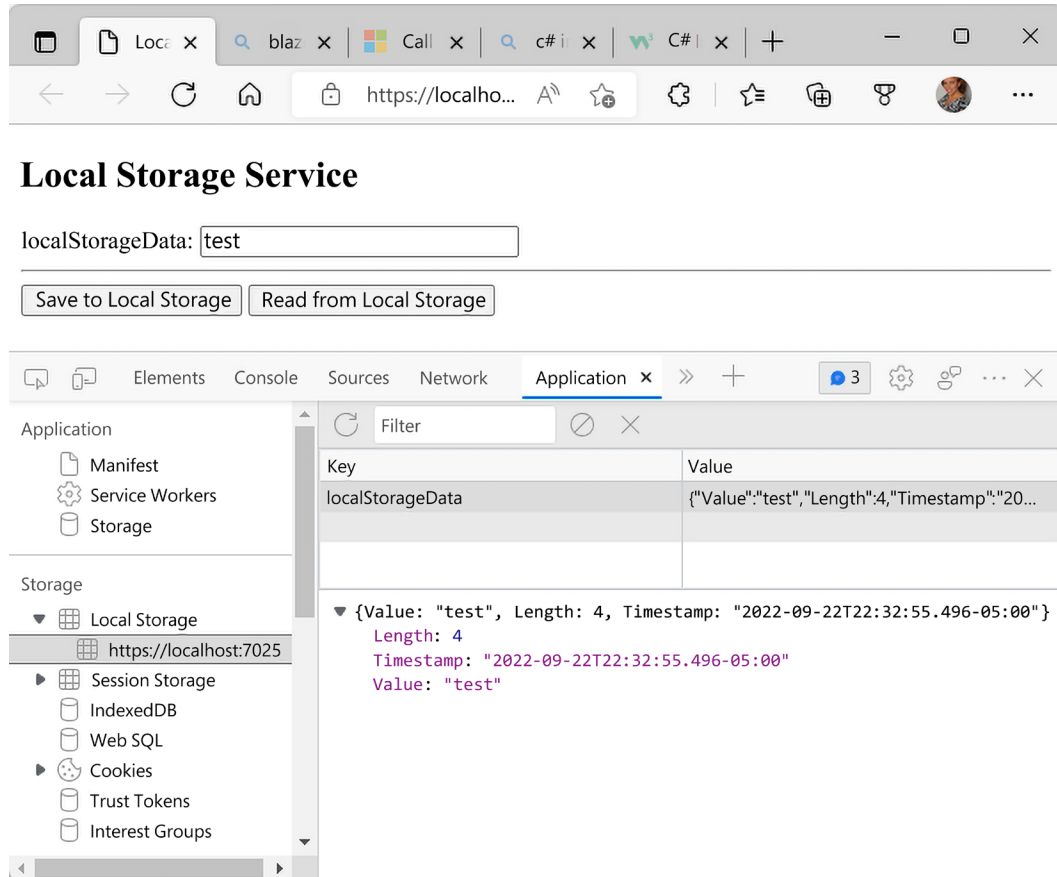 Loca blaz Call c# i C# I
https://localho...
Local Storage Service
localStorageData: test
Save to Local Storage Read from Local Storage
Elements Console Sources Network Application 3
Application
Manifest
Service Workers
Storage
Storage
Local Storage
https://localhost:7025
Session Storage
IndexedDB
Web SQL
Cookies
Trust Tokens
Interest Groups
Filter
Key Value
localStorageData {"Value":"test","Length":4,"Timestamp":"20...
{Value: "test", Length: 4, Timestamp: "2022-09-22T22:32:55.496-05:00"}
Length: 4
Timestamp: "2022-09-22T22:32:55.496-05:00"
Value: "test"